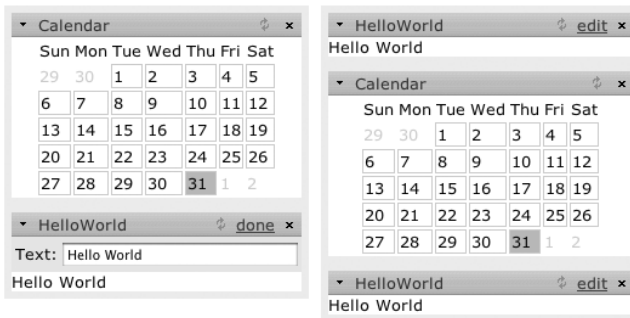 Calendar
Sun Mon Tue Wed Thu Fri Sat
29 30 1 2 3 4 5
6 7 8 9 10 11 12
13 14 15 16 17 18 19
20 21 22 23 24 25 26
27 28 29 30 31 1 2
HelloWorld done
Text: Hello World
Hello World
HelloWorld edit
Hello World
Calendar
Sun Mon Tue Wed Thu Fri Sat
29 30 1 2 3 4 5
6 7 8 9 10 11 12
13 14 15 16 17 18 19
20 21 22 23 24 25 26
27 28 29 30 31 1 2
HelloWorld edit
Hello World